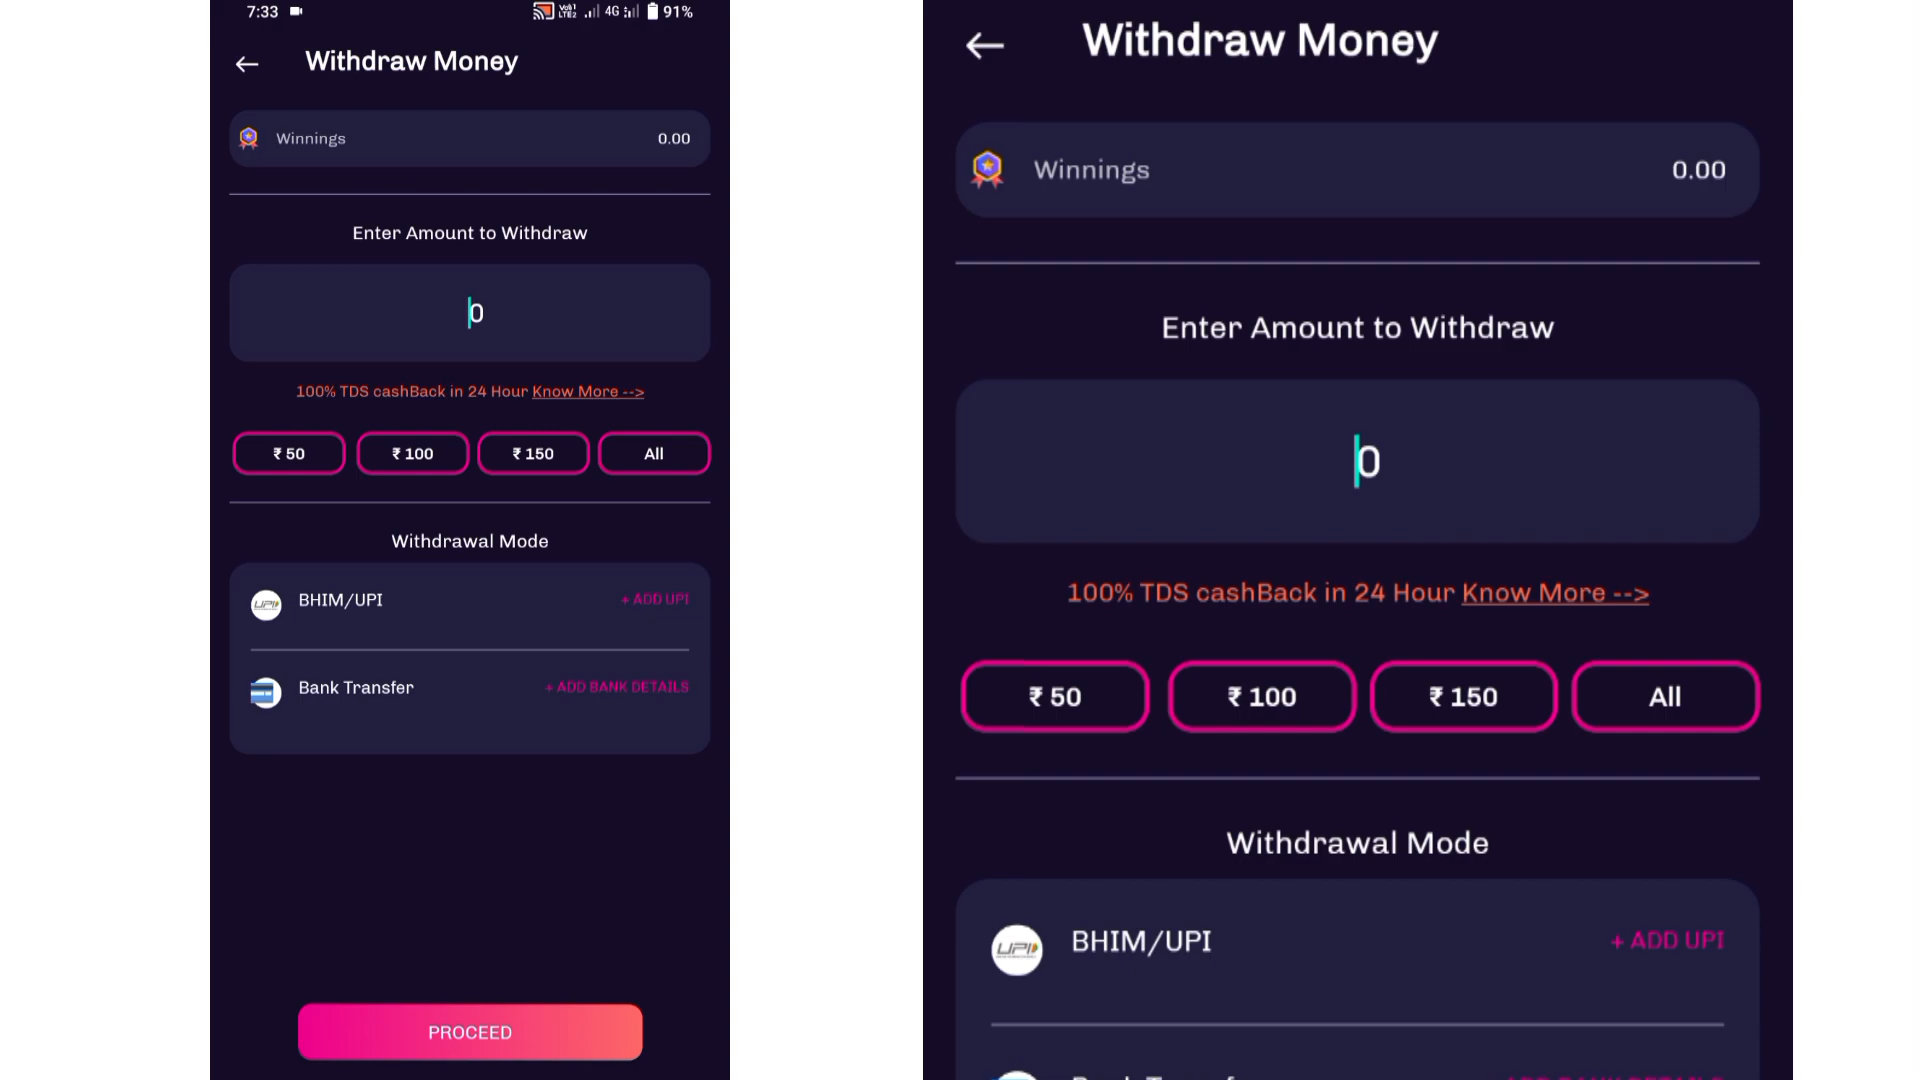 7:33
4G
91%
Withdraw Money
Winnings 0.00
Enter Amount to Withdraw
0
100% TDS cashBack in 24 Hour Know More -->
₹ 50 ₹ 100 ₹ 150 All
Withdrawal Mode
UPI BHIM/UPI + ADD UPI
Bank Transfer + ADD BANK DETAILS
PROCEED
Withdraw Money
Winnings 0.00
Enter Amount to Withdraw
0
100% TDS cashBack in 24 Hour Know More -->
₹ 50 ₹ 100 ₹ 150 All
Withdrawal Mode
UPI BHIM/UPI + ADD UPI